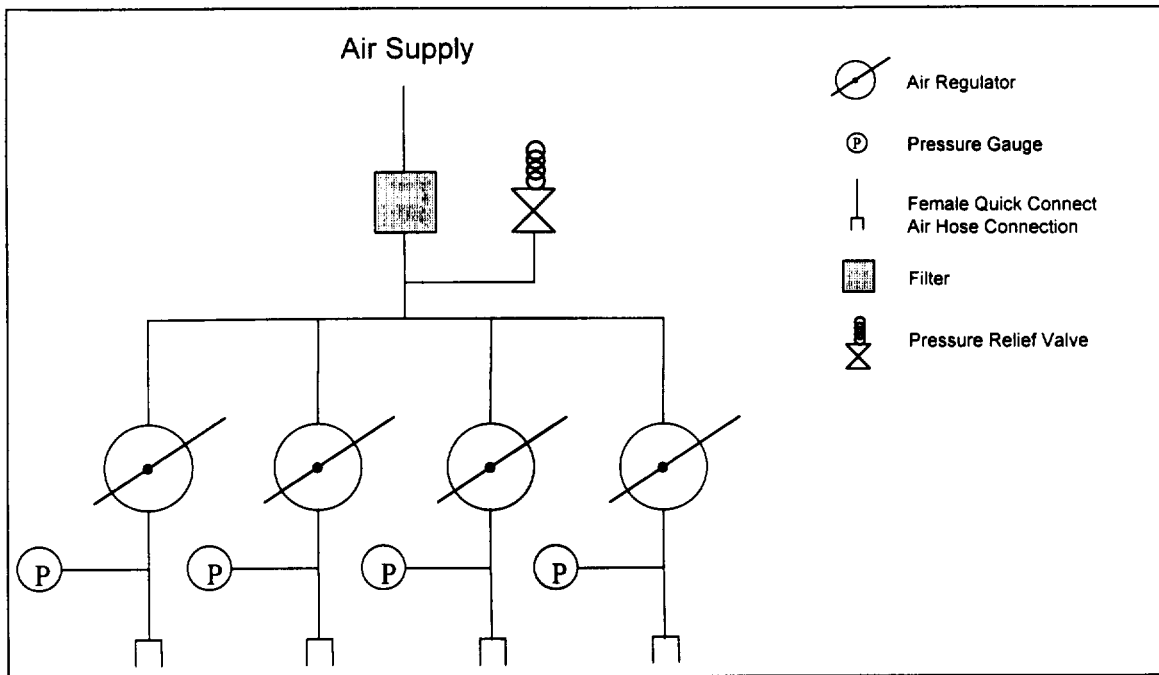 Air Supply
Air Regulator
P
Pressure Gauge
Female Quick Connect
Air Hose Connection
Filter
Pressure Relief Valve
P
P
P
P